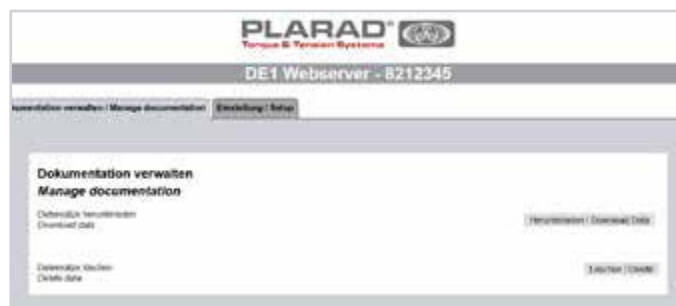 PLARAD
Torque & Tension Systems
DE1 Webserver - 8212345
umentation verwalten / Manage documentation
Einstellung / Setup
Dokumentation verwalten
Manage documentation
Datensätze herunterladen
Herunterladen / Download Data
Download data
Datensätze löschen
Löschen / Delete
Delete data